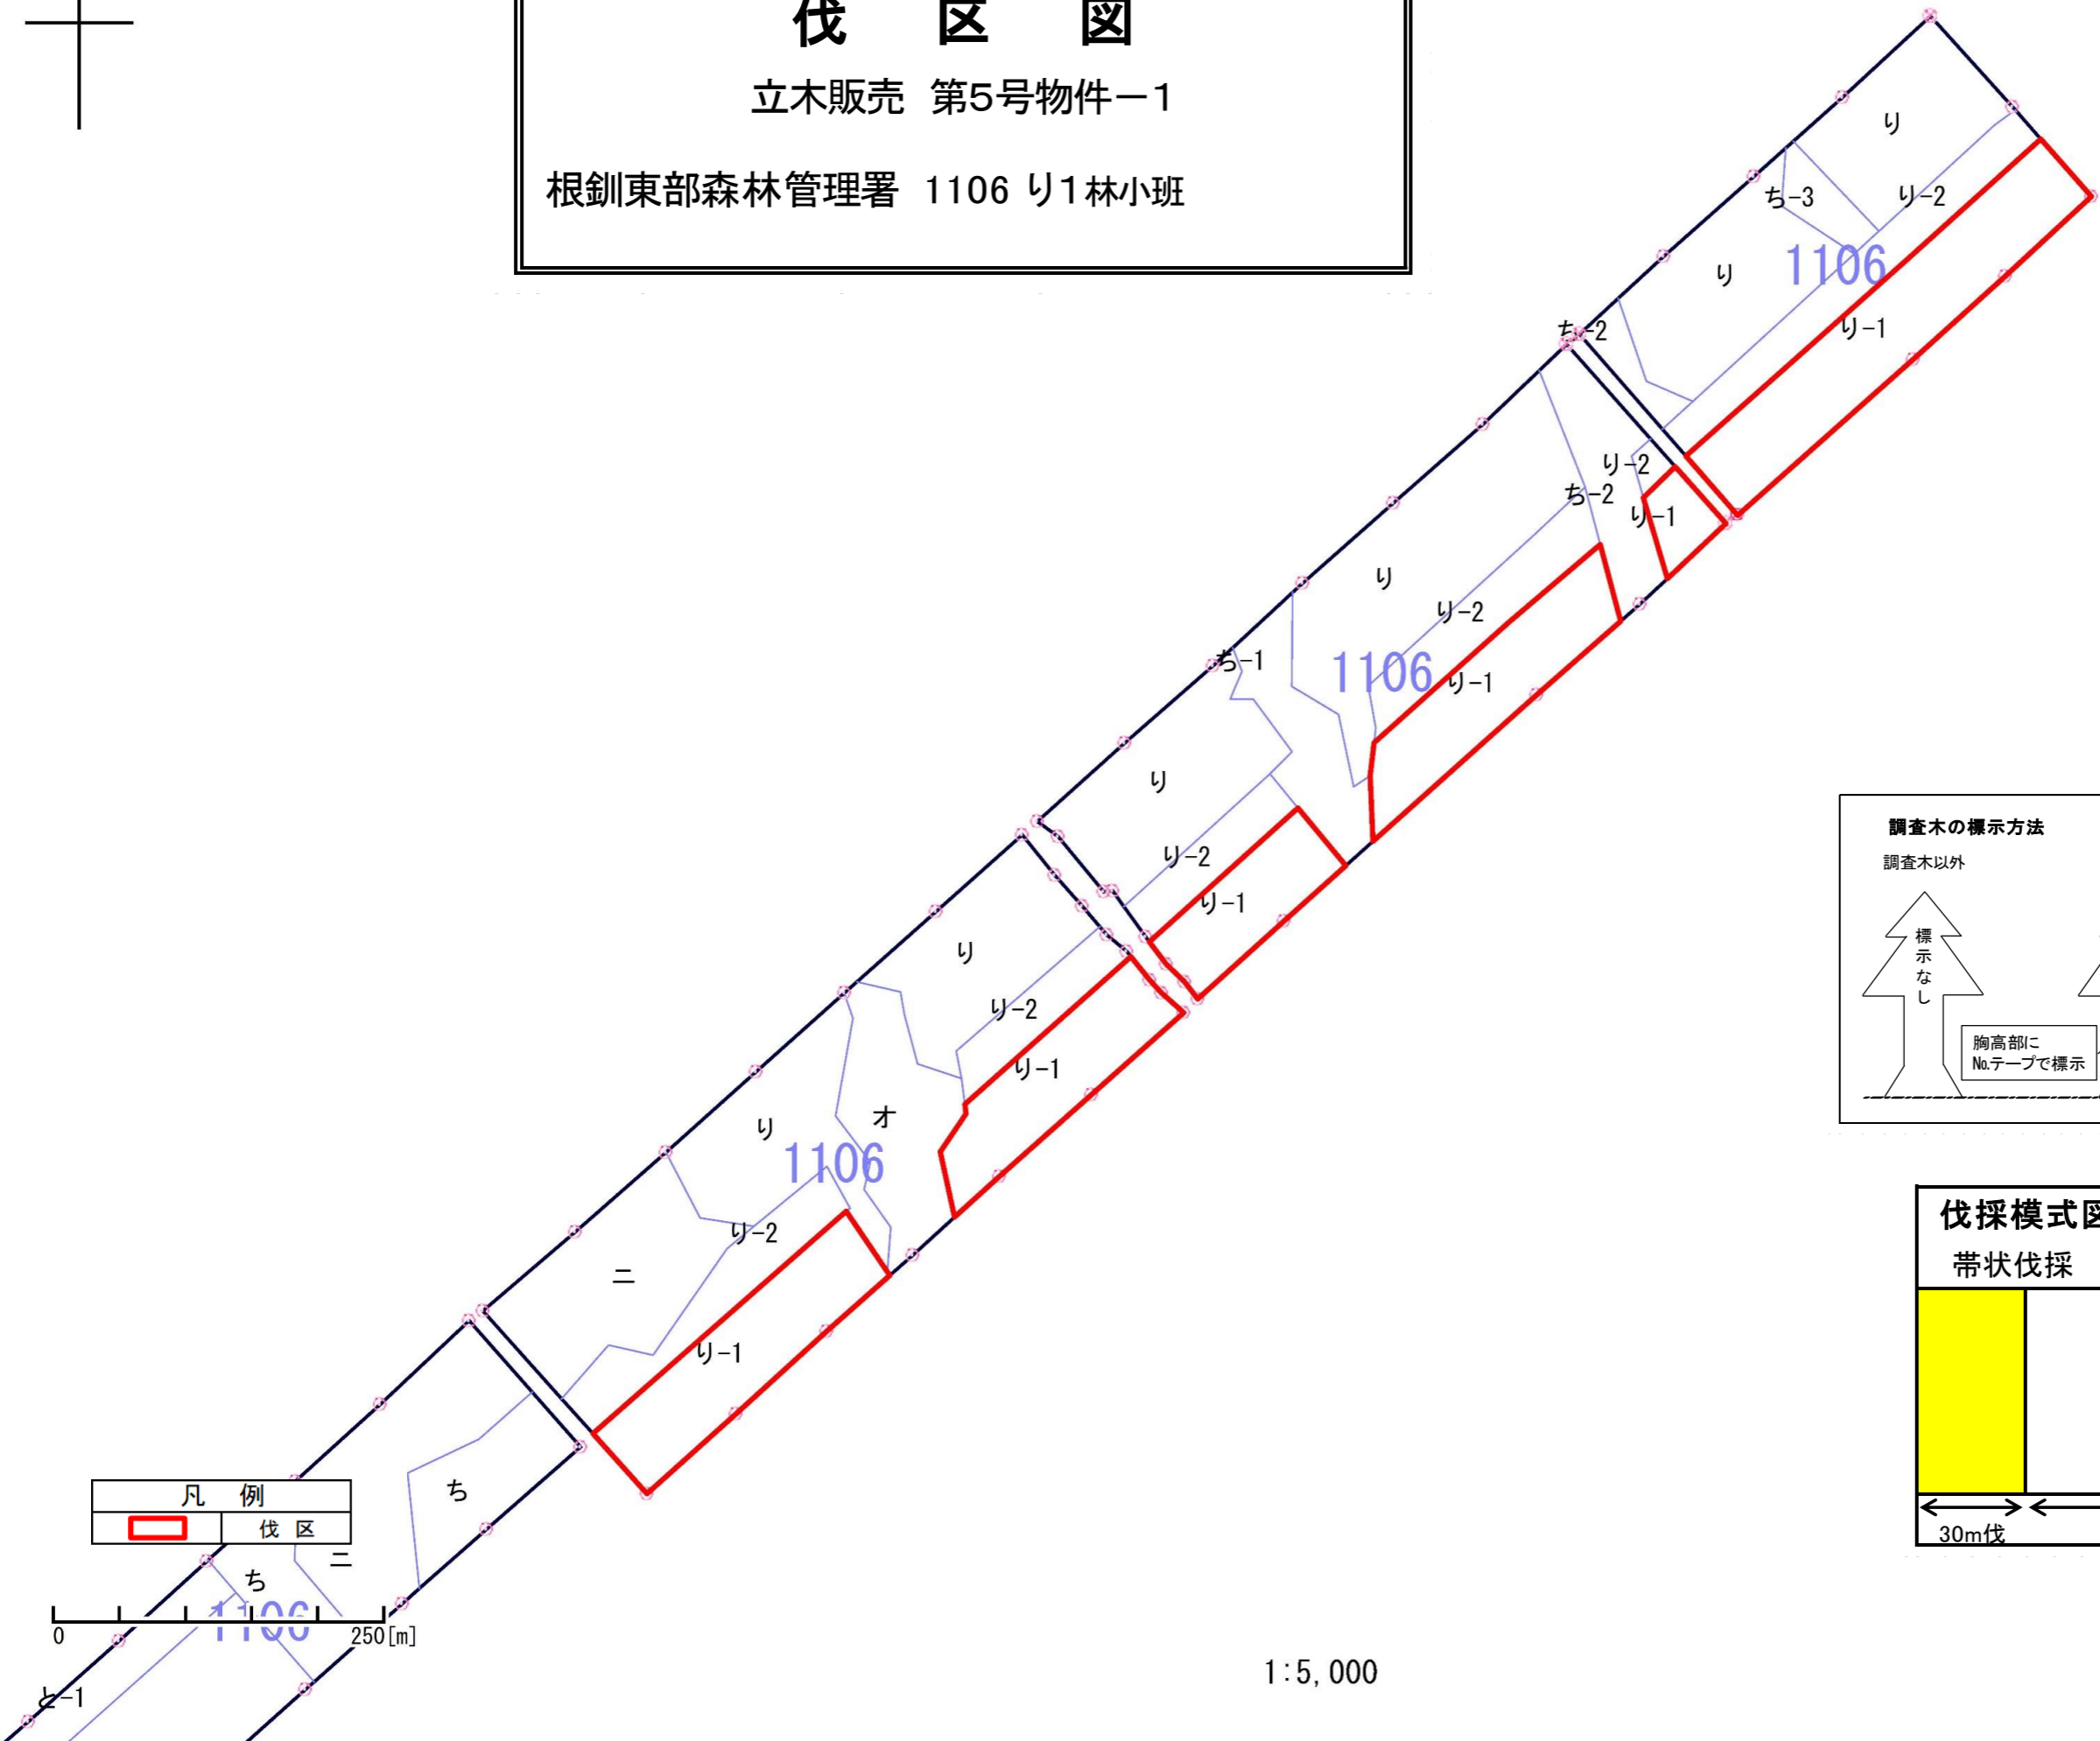 伐 区 図
立木販売 第5号物件－1
根釧東部森林管理署 1106 り1林小班
り
ち-3
り-2
1106
り
り-1
ち-2
り-2
ち-2
り-1
り
り-2
ち-1
1106
り-1
り
り-2
り-1
り
り-2
り-1
オ
り
1106
り-2
ニ
り-1
ち
調査木の標示方法
調査木以外
標示なし
胸高部に
№テープで標示
伐採模式図
帯状伐採
30m伐
凡 例
伐 区
ニ
ち
1106
0
250[m]
と-1
1:5,000